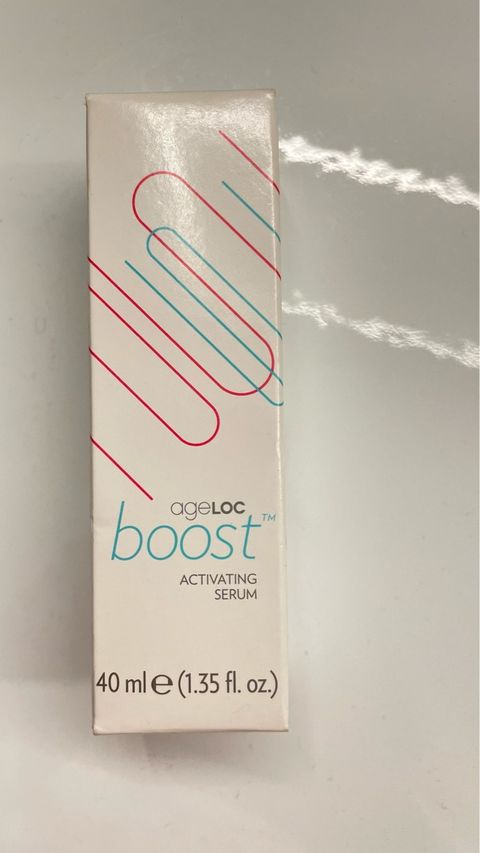 ageLOC
boost™
ACTIVATING
SERUM
40 ml ℮ (1.35 fl. oz.)